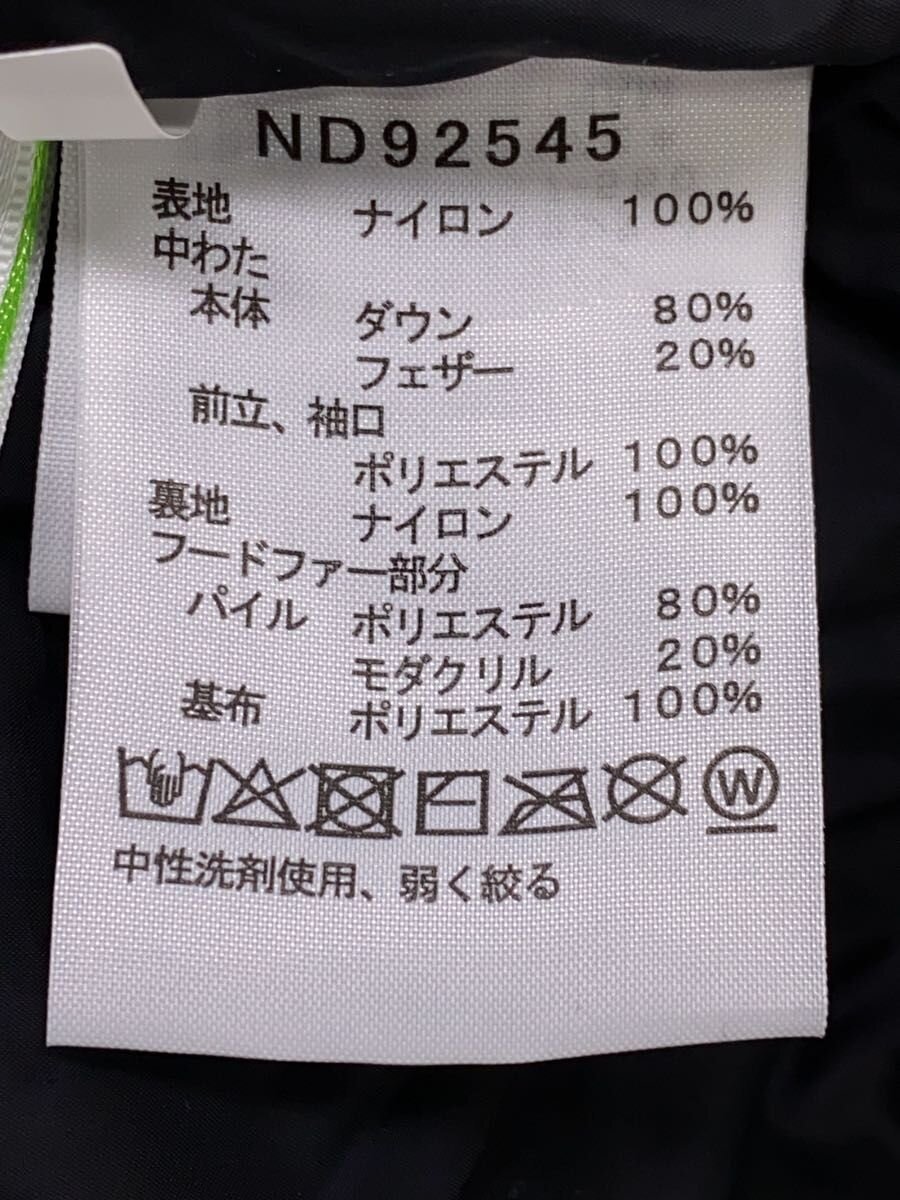 ND92545
表地 ナイロン 100%
中わた
本体 ダウン 80%
フェザー 20%
前立、袖口
ポリエステル 100%
裏地 ナイロン 100%
フードファー部分
パイル ポリエステル 80%
モダクリル 20%
基布 ポリエステル 100%
W
中性洗剤使用、弱く絞る